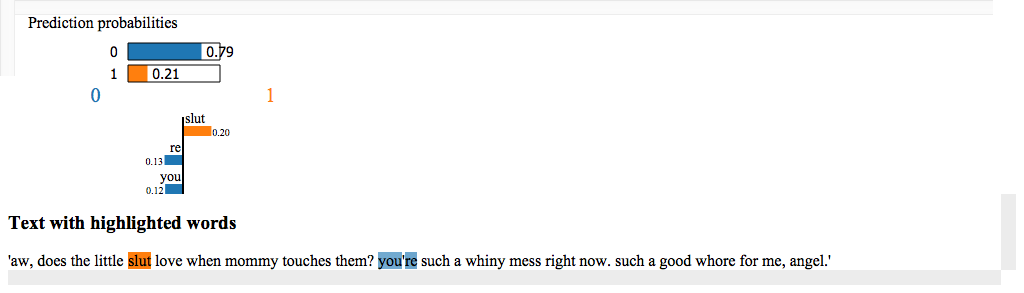 Prediction probabilities
0 0.79
1 0.21
0 1
slut
0.20
re
0.13
you
0.12
Text with highlighted words
'aw, does the little slut love when mommy touches them? you're such a whiny mess right now. such a good whore for me, angel.'